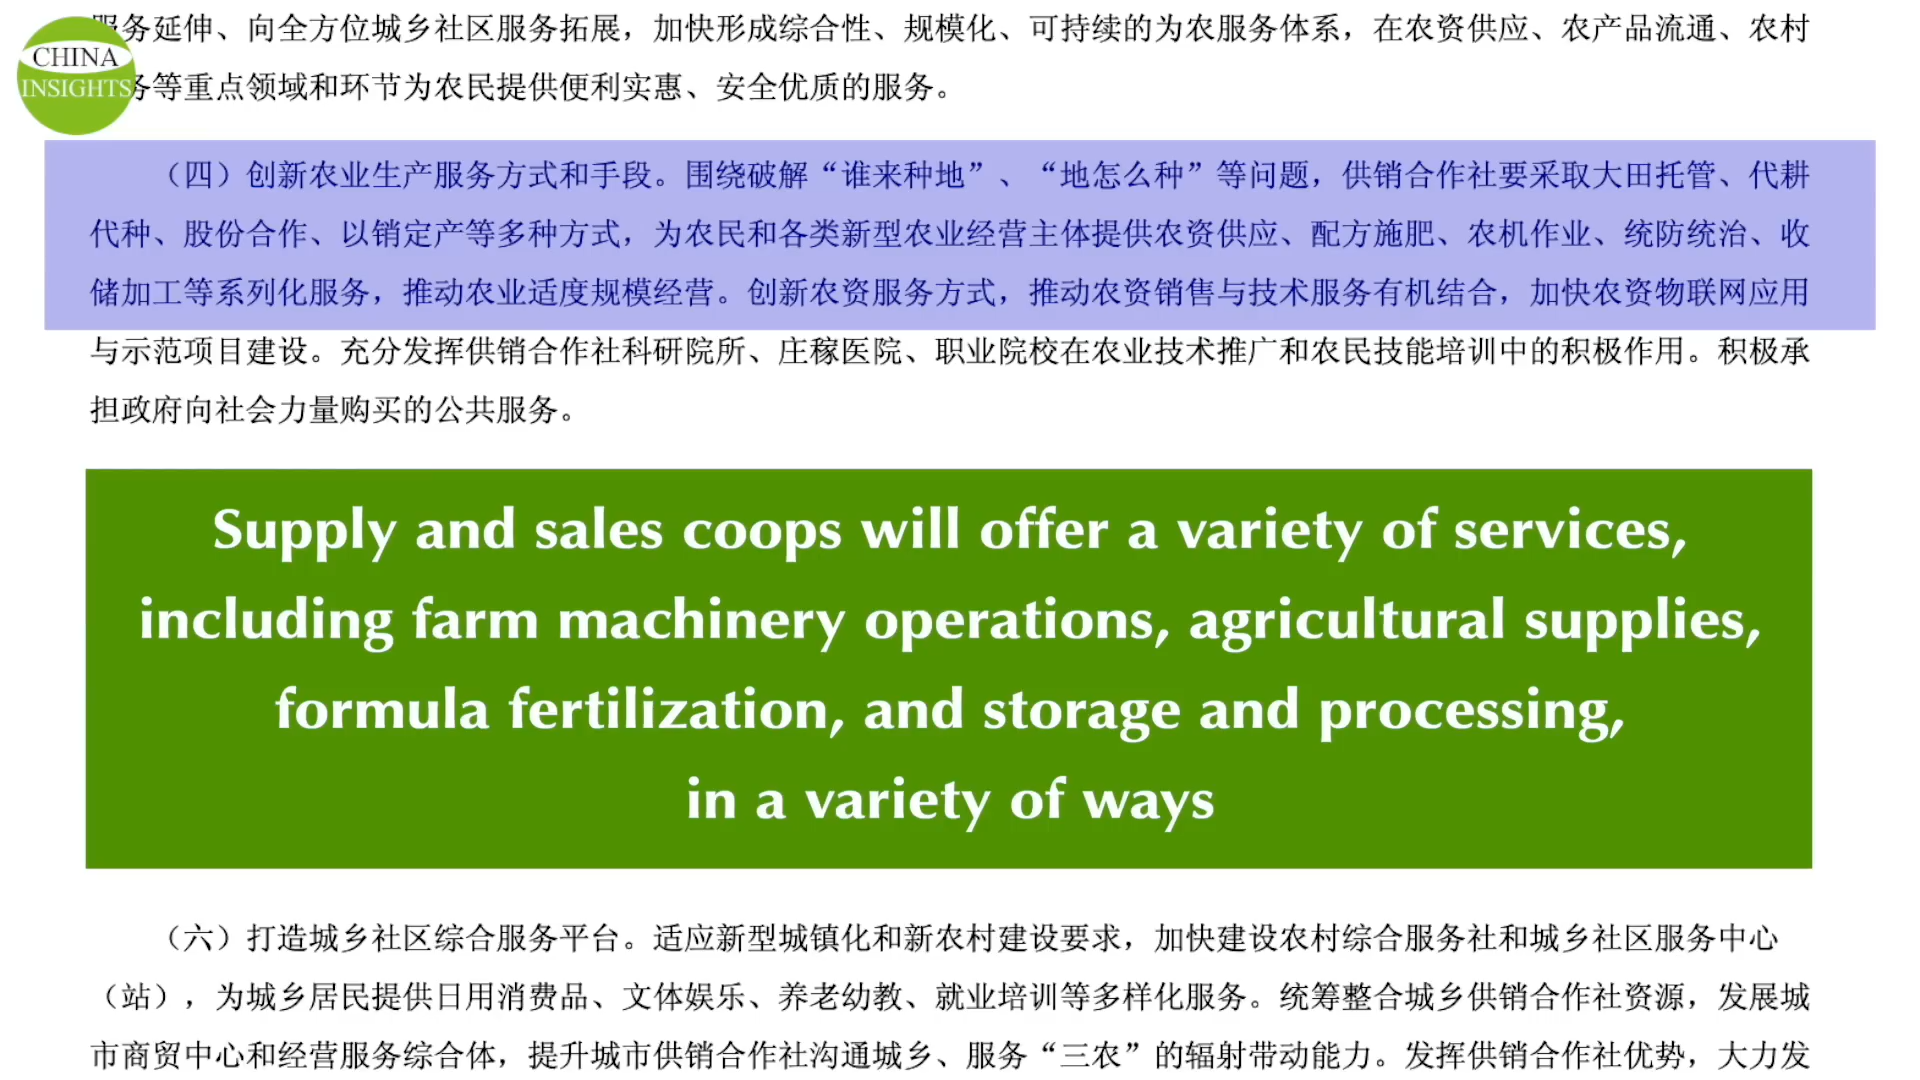 服务延伸、向全方位城乡社区服务拓展，加快形成综合性、规模化、可持续的为农服务体系，在农资供应、农产品流通、农村
CHINA
INSIGHTS
务等重点领域和环节为农民提供便利实惠、安全优质的服务。
（四）创新农业生产服务方式和手段。围绕破解“谁来种地”、“地怎么种”等问题，供销合作社要采取大田托管、代耕
代种、股份合作、以销定产等多种方式，为农民和各类新型农业经营主体提供农资供应、配方施肥、农机作业、统防统治、收
储加工等系列化服务，推动农业适度规模经营。创新农资服务方式，推动农资销售与技术服务有机结合，加快农资物联网应用
与示范项目建设。充分发挥供销合作社科研院所、庄稼医院、职业院校在农业技术推广和农民技能培训中的积极作用。积极承
担政府向社会力量购买的公共服务。
Supply and sales coops will offer a variety of services,
including farm machinery operations, agricultural supplies,
formula fertilization, and storage and processing,
in a variety of ways
（六）打造城乡社区综合服务平台。适应新型城镇化和新农村建设要求，加快建设农村综合服务社和城乡社区服务中心
（站），为城乡居民提供日用消费品、文体娱乐、养老幼教、就业培训等多样化服务。统筹整合城乡供销合作社资源，发展城
市商贸中心和经营服务综合体，提升城市供销合作社沟通城乡、服务“三农”的辐射带动能力。发挥供销合作社优势，大力发